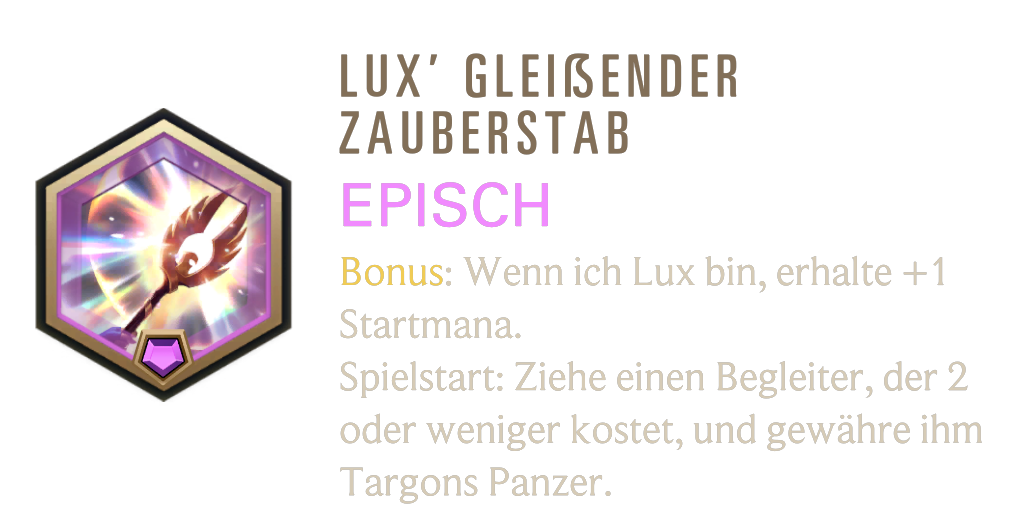 LUX’ GLEIẞENDER
ZAUBERSTAB
EPISCH
Bonus: Wenn ich Lux bin, erhalte +1
Startmana.
Spielstart: Ziehe einen Begleiter, der 2
oder weniger kostet, und gewähre ihm
Targons Panzer.